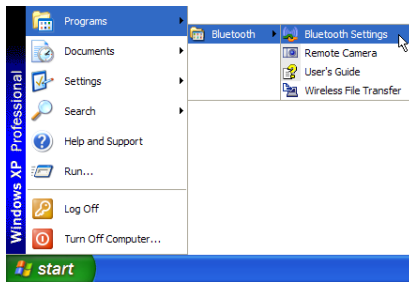 Windows XP Professional
Programs
Documents
Settings
Search
Help and Support
Run...
Log Off
Turn Off Computer...
Bluetooth
Bluetooth Settings
Remote Camera
User's Guide
Wireless File Transfer
start